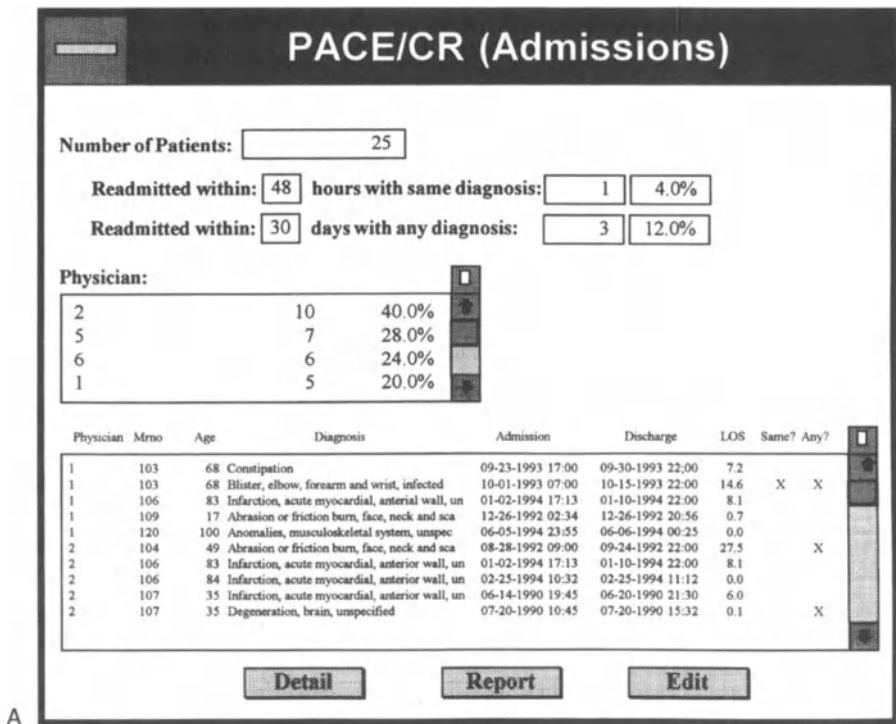 PACE/CR (Admissions)
Number of Patients: 25
Readmitted within: 48 hours with same diagnosis: 1 4.0%
Readmitted within: 30 days with any diagnosis: 3 12.0%
Physician:
2 10 40.0%
5 7 28.0%
6 6 24.0%
1 5 20.0%
Physician Mrno Age Diagnosis Admission Discharge LOS Same? Any?
1 103 68 Constipation 09-23-1993 17:00 09-30-1993 22;00 7.2
1 103 68 Blister, elbow, forearm and wrist, infected 10-01-1993 07:00 10-15-1993 22:00 14.6 X X
1 106 83 Infarction, acute myocardial, anterial wall, un 01-02-1994 17:13 01-10-1994 22:00 8.1
1 109 17 Abrasion or friction burn, face, neck and sca 12-26-1992 02:34 12-26-1992 20:56 0.7
1 120 100 Anomalies, musculoskeletal system, unspec 06-05-1994 23:55 06-06-1994 00:25 0.0
2 104 49 Abrasion or friction burn, face, neck and sca 08-28-1992 09:00 09-24-1992 22:00 27.5 X
2 106 83 Infarction, acute myocardial, anterior wall, un 01-02-1994 17:13 01-10-1994 22:00 8.1
2 106 84 Infarction, acute myocardial, anterior wall, un 02-25-1994 10:32 02-25-1994 11:12 0.0
2 107 35 Infarction, acute myocardial, anterior wall, un 06-14-1990 19:45 06-20-1990 21:30 6.0
2 107 35 Degeneration, brain, unspecified 07-20-1990 10:45 07-20-1990 15:32 0.1 X
Detail Report Edit
A